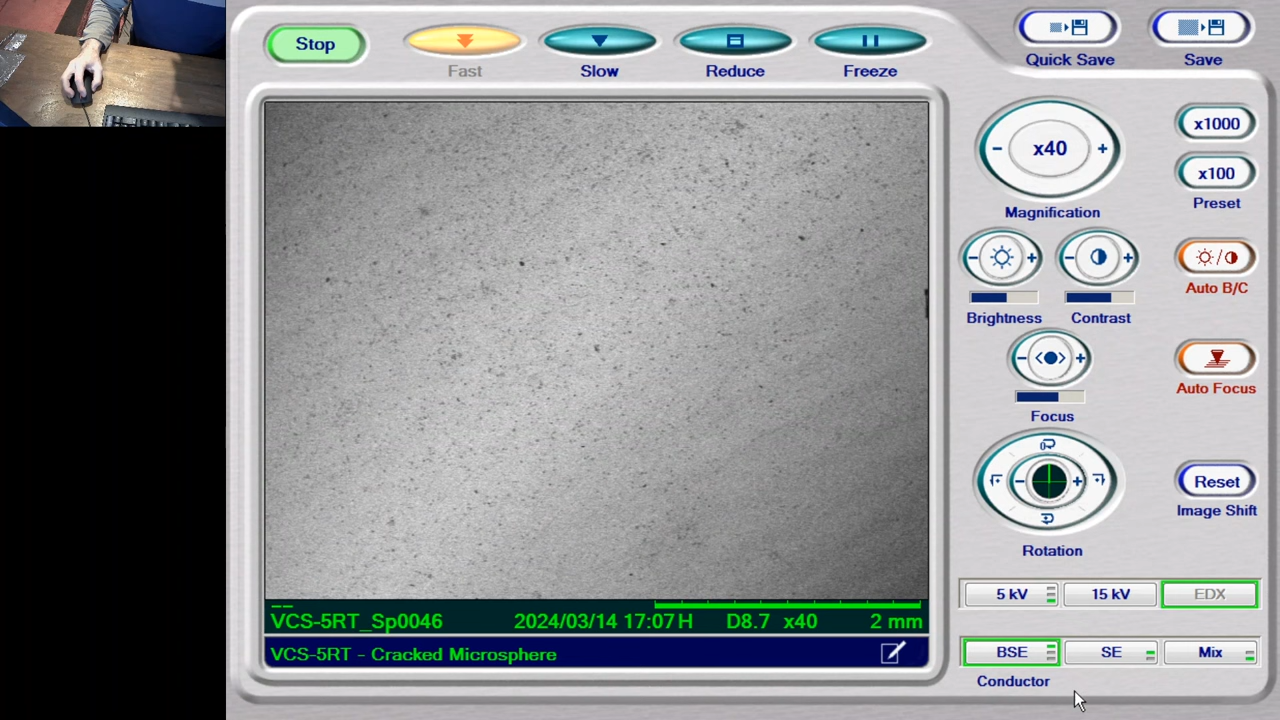 Stop
Fast
Slow
Reduce
Freeze
Quick Save
Save
x40
x1000
x100
Magnification
Preset
Auto B/C
Brightness
Contrast
Auto Focus
Focus
Reset
Image Shift
Rotation
5 kV
15 kV
EDX
VCS-5RT_Sp0046 2024/03/14 17:07 H D8.7 x40 2 mm
VCS-5RT - Cracked Microsphere
BSE
SE
Mix
Conductor